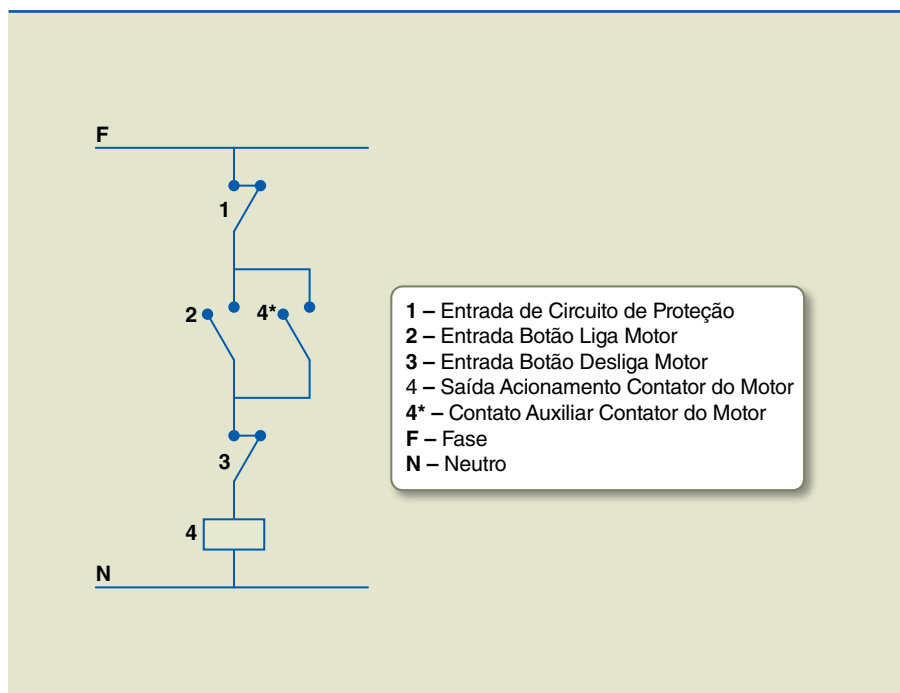 F
1
2
4*
3
4
N
1 – Entrada de Circuito de Proteção
2 – Entrada Botão Liga Motor
3 – Entrada Botão Desliga Motor
4 – Saída Acionamento Contator do Motor
4* – Contato Auxiliar Contator do Motor
F – Fase
N – Neutro